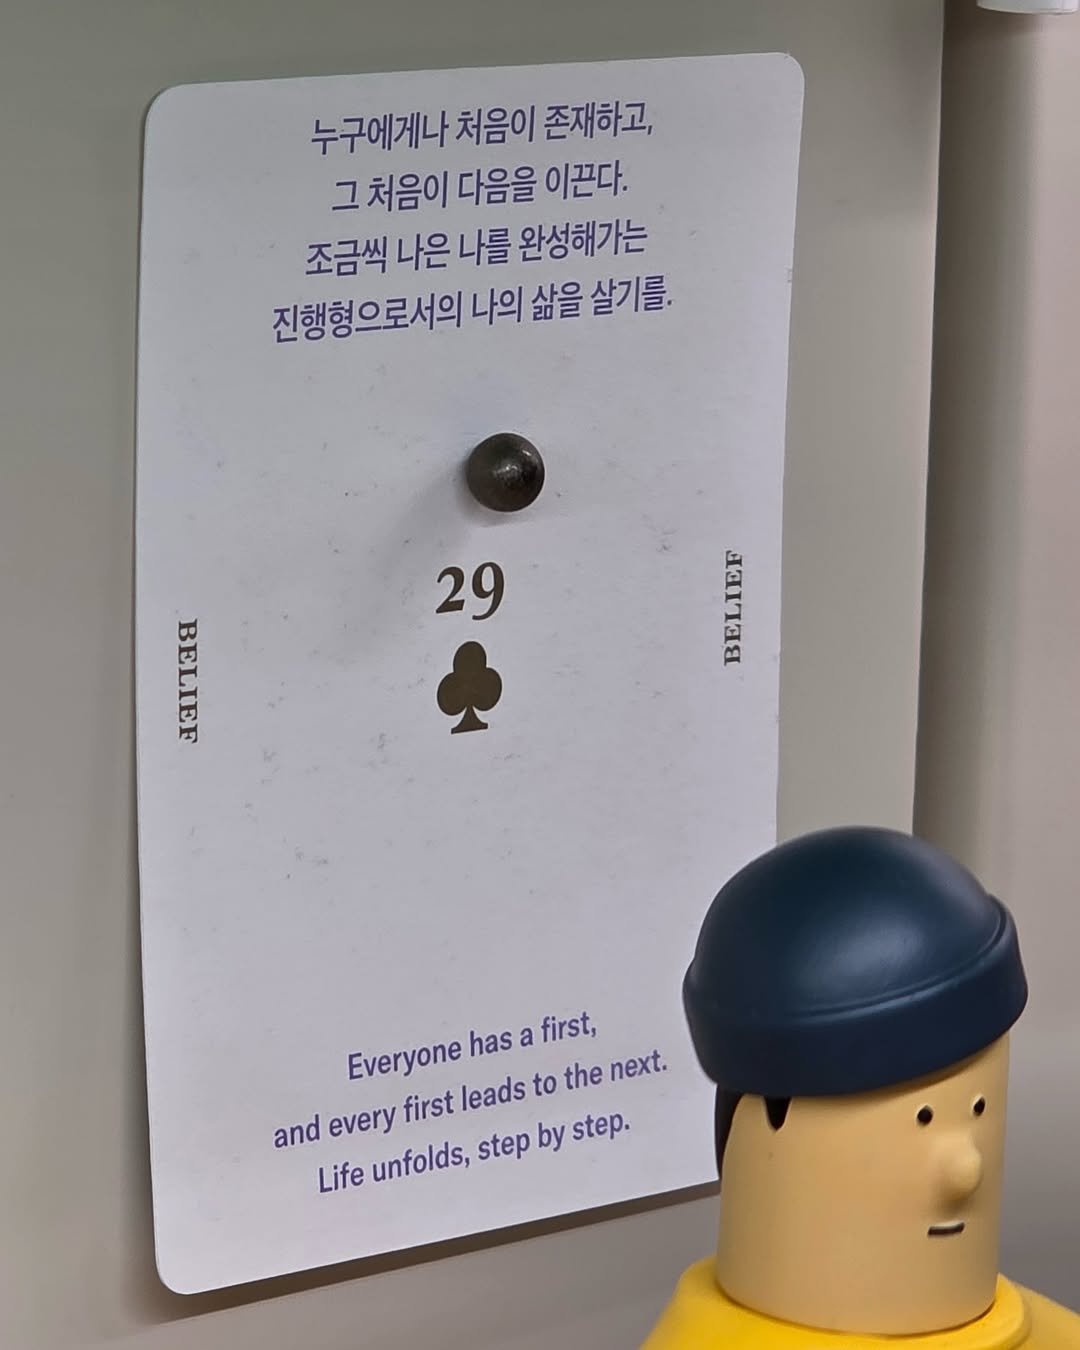 누구에게나 처음이 존재하고,
그 처음이 다음을 이끈다.
조금씩 나은 나를 완성해가는
진행형으로서의 나의 삶을 살기를.
29
BELIEF
BELIEF
Everyone has a first,
and every first leads to the next.
Life unfolds, step by step.